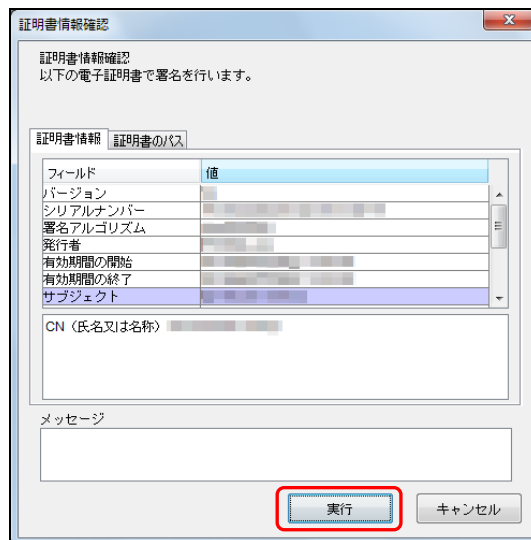 証明書情報確認
証明書情報確認
以下の電子証明書で署名を行います。
証明書情報 証明書のパス
フィールド 値
バージョン
シリアルナンバー
署名アルゴリズム
発行者
有効期間の開始
有効期間の終了
サブジェクト
CN（氏名又は名称）
メッセージ
実行 キャンセル